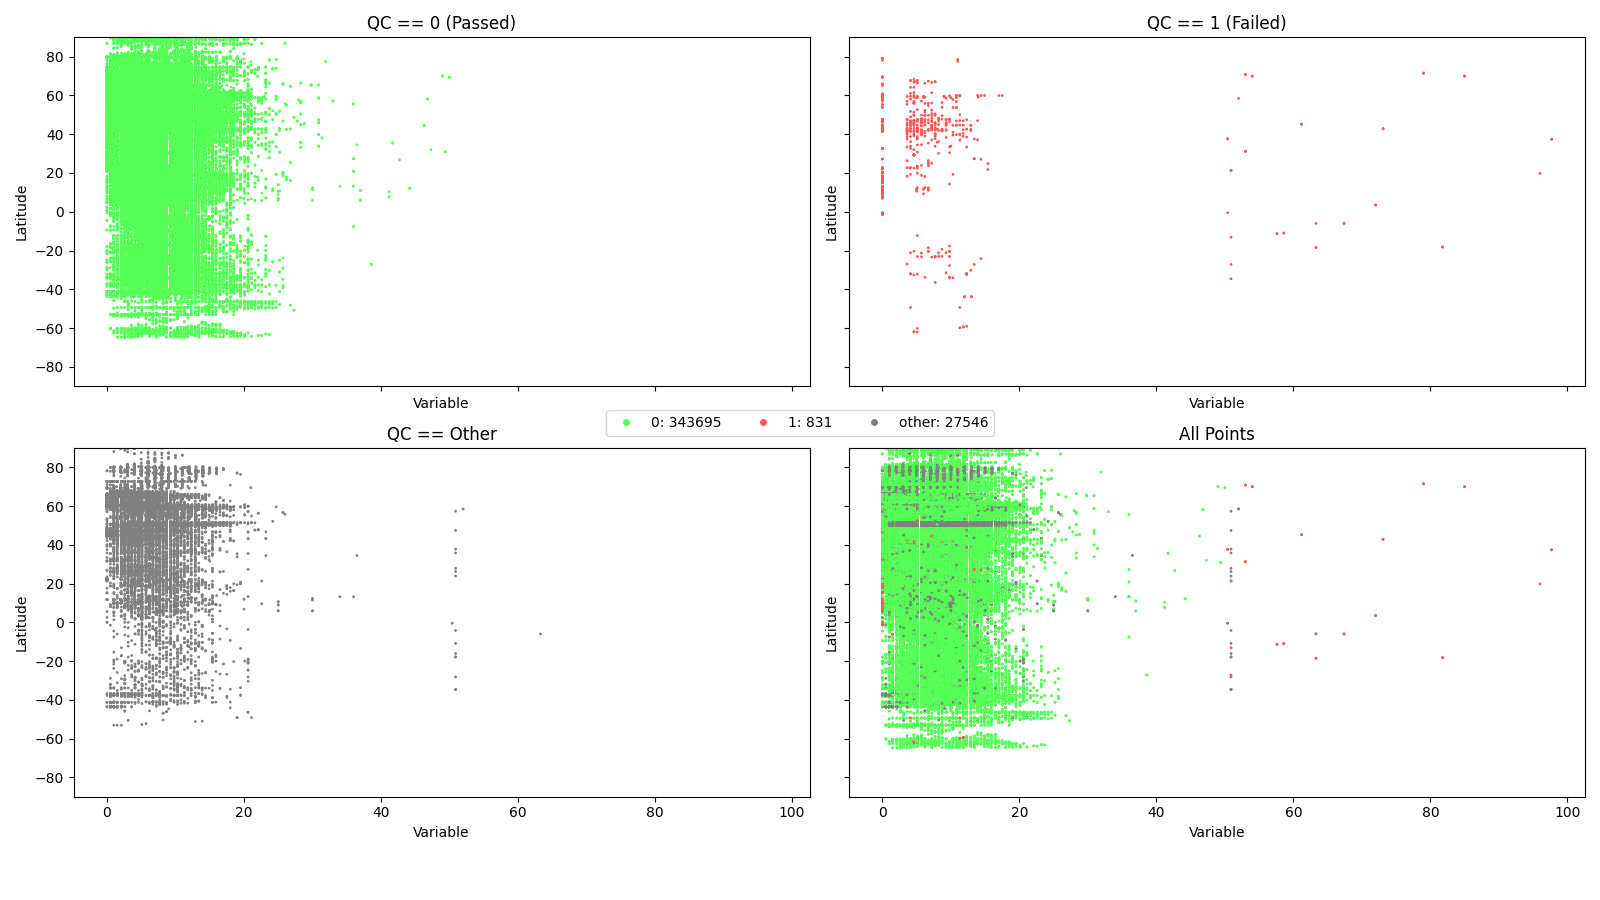 QC == 0 (Passed)
QC == 1 (Failed)
80
60
40
20
0
−20
−40
−60
−80
Latitude
Latitude
Variable
Variable
0: 343695 1: 831 other: 27546
QC == Other
All Points
80
60
40
20
0
−20
−40
−60
−80
Latitude
Latitude
0 20 40 60 80 100
0 20 40 60 80 100
Variable
Variable